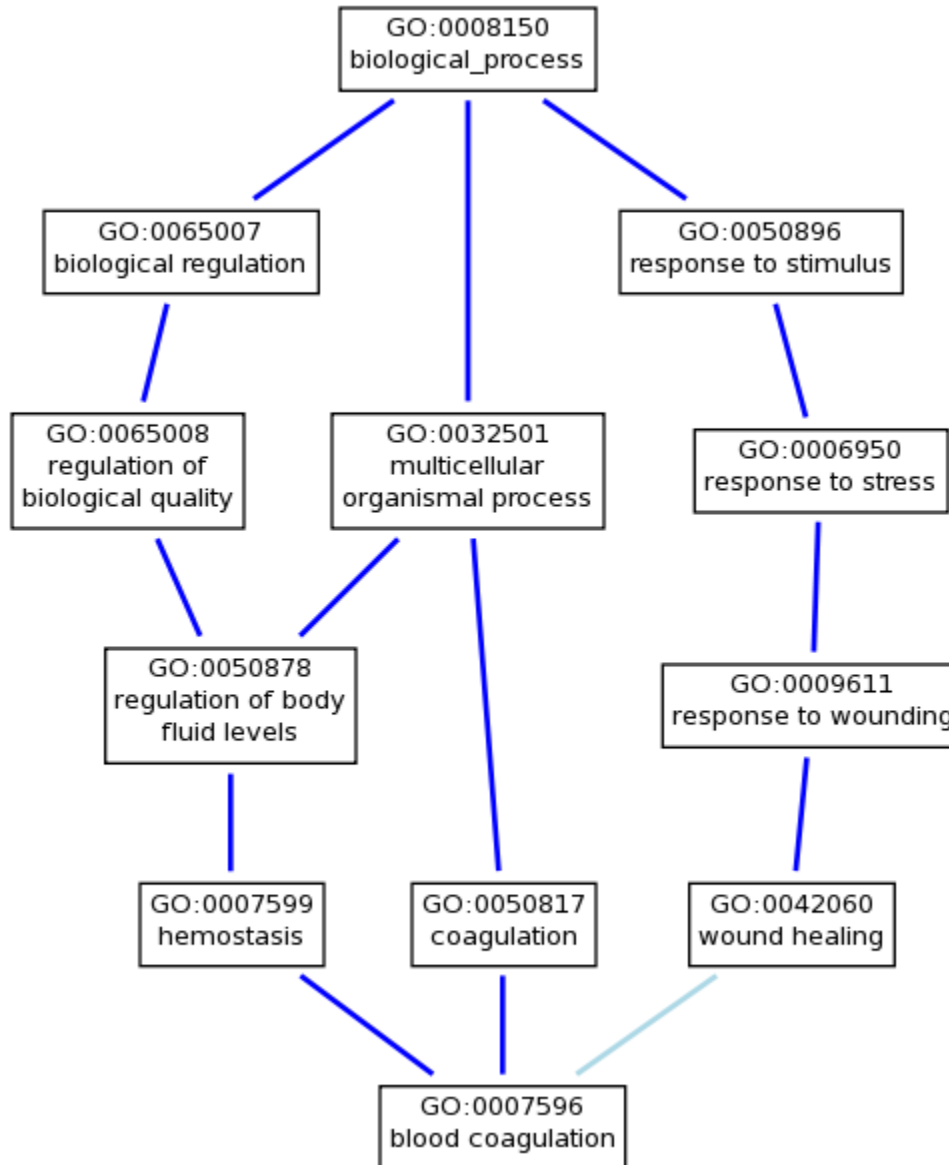 GO:0008150
biological_process
GO:0065007
biological regulation
GO:0050896
response to stimulus
GO:0065008
regulation of
biological quality
GO:0032501
multicellular
organismal process
GO:0006950
response to stress
GO:0050878
regulation of body
fluid levels
GO:0009611
response to wounding
GO:0007599
hemostasis
GO:0050817
coagulation
GO:0042060
wound healing
GO:0007596
blood coagulation